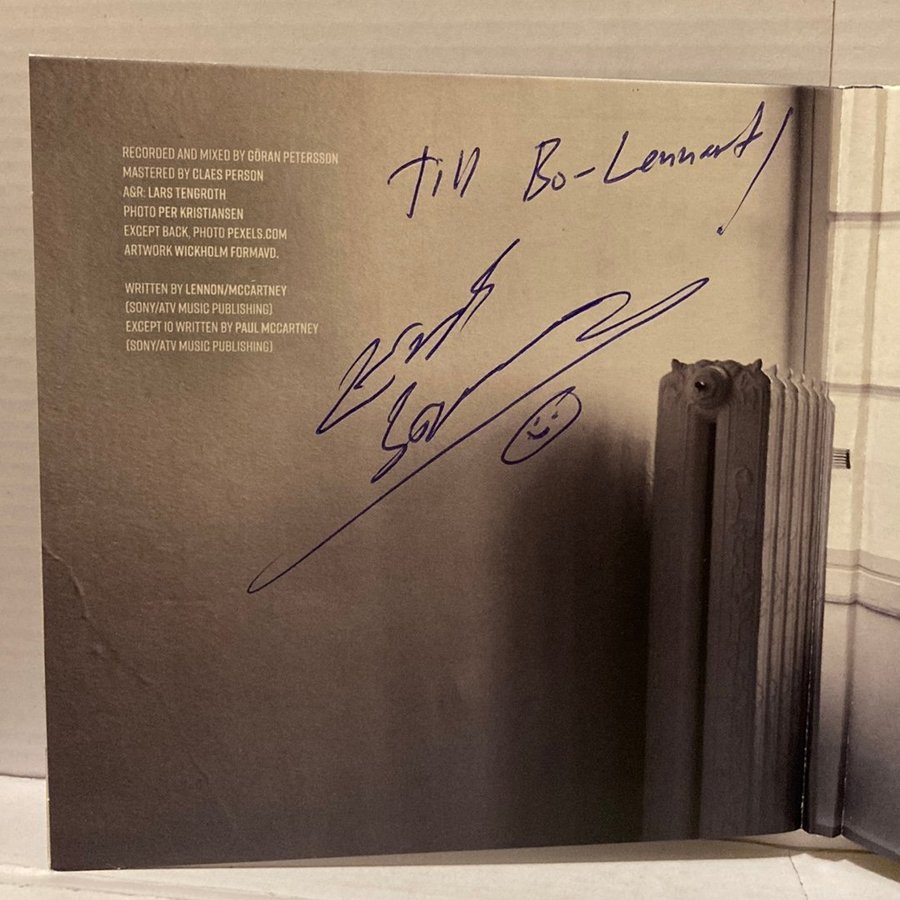 RECORDED AND MIXED BY GÖRAN PETERSSON
MASTERED BY CLAES PERSON
A&R: LARS TENGROTH
PHOTO PER KRISTIANSEN
EXCEPT BACK, PHOTO PEXELS.COM
ARTWORK WICKHOLM FORMAVD.
WRITTEN BY LENNON/MCCARTNEY
(SONY/ATV MUSIC PUBLISHING)
EXCEPT 10 WRITTEN BY PAUL MCCARTNEY
(SONY/ATV MUSIC PUBLISHING)
Till Bo-Lennart!